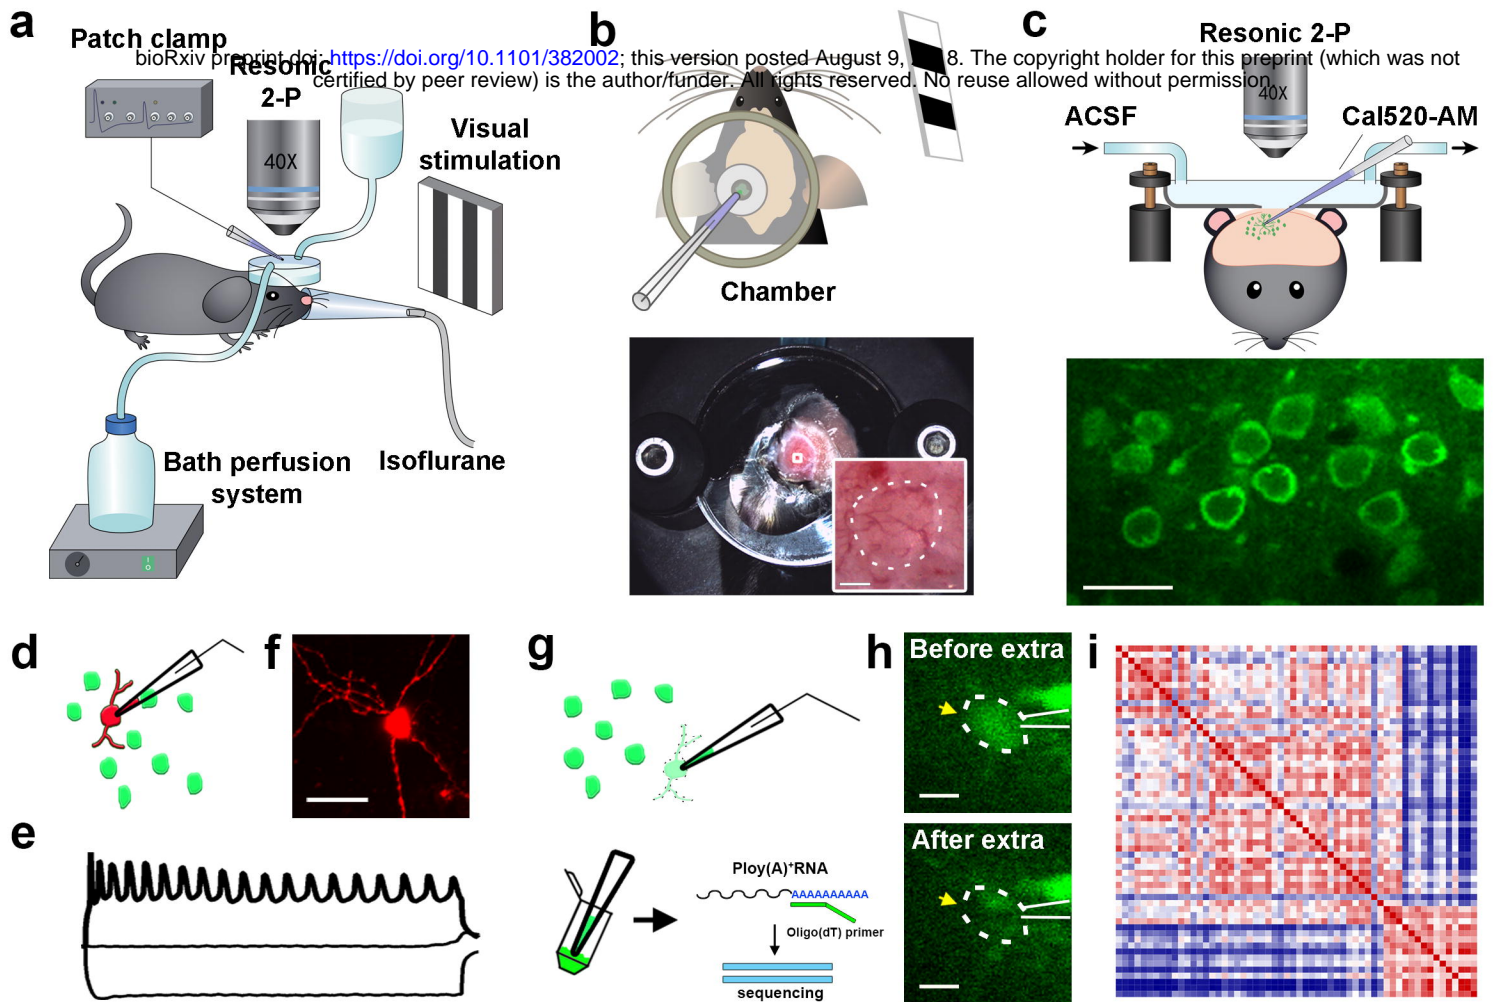 a
b
c
Patch clamp
Resonic
2-P
bioRxiv preprint doi: https://doi.org/10.1101/382002; this version posted August 9, 8. The copyright holder for this preprint (which was not
certified by peer review) is the author/funder. All rights reserved. No reuse allowed without permission.
40X
Visual
stimulation
Bath perfusion
system
Isoflurane
I
O
Chamber
Resonic 2-P
40X
ACSF
Cal520-AM
d
f
g
h
i
Before extra
After extra
e
Ploy(A)+RNA
AAAAAAAAAA
Oligo(dT) primer
sequencing